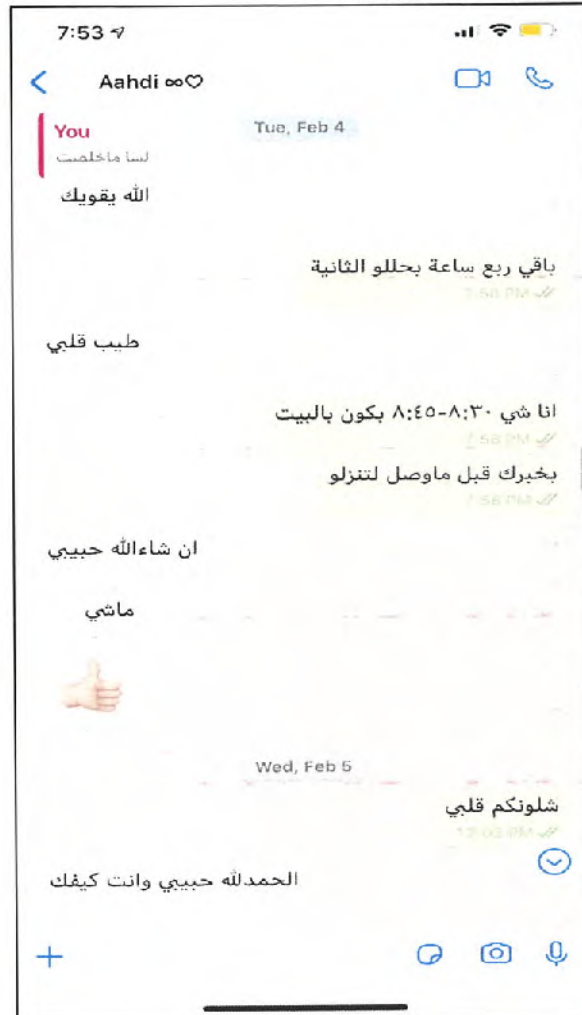 7:53
Aahdi ∞♡
Tue, Feb 4
You
لسا ماخلصت
الله يقويك
باقي ربع ساعة بحللو الثانية
7:58 PM
طيب قلبي
انا شي ٨:٣٠-٨:٤٥ بكون بالبيت
7:58 PM
بخبرك قبل ماوصل لتنزلو
7:58 PM
ان شاءالله حبيبي
ماشي
Wed, Feb 5
شلونكم قلبي
12:03 PM
الحمدلله حبيبي وانت كيفك